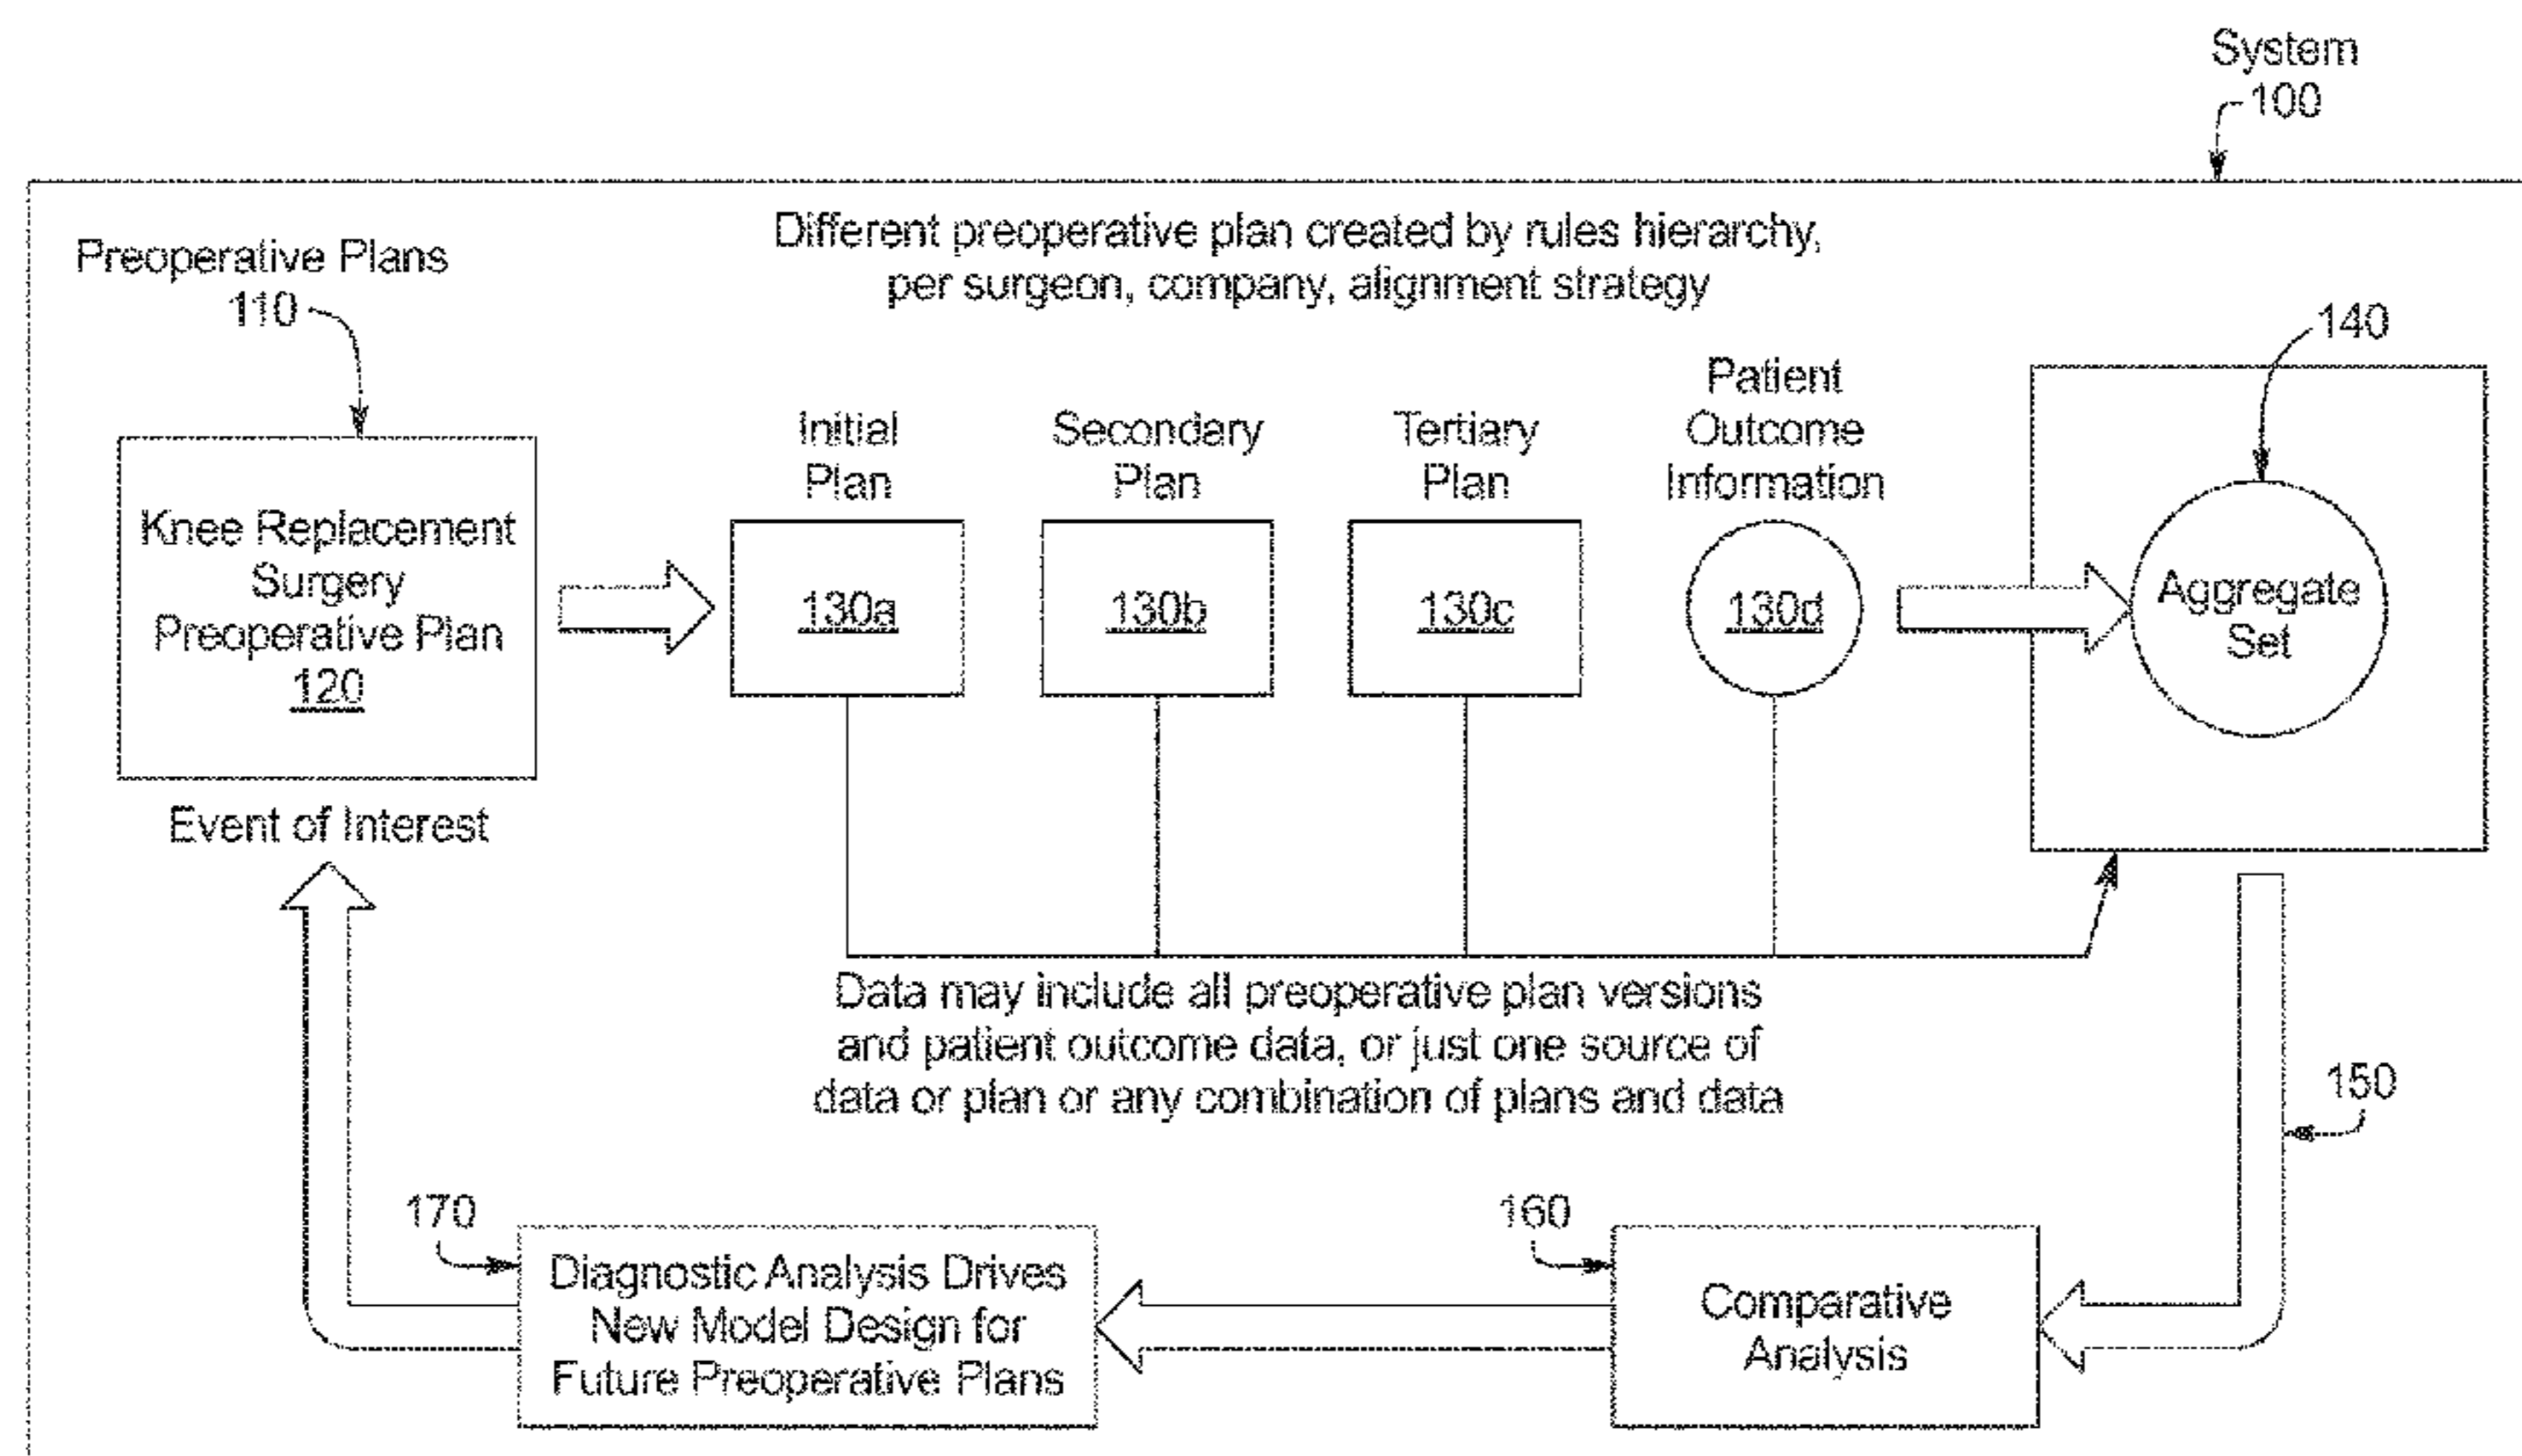 System
100
Different preoperative plan created by rules hierarchy,
per surgeon, company, alignment strategy
Preoperative Plans
110
140
Initial
Plan
Secondary
Plan
Tertiary
Plan
Patient
Outcome
Information
Knee Replacement
Surgery
Preoperative Plan
120
130a
130b
130c
130d
Aggregate
Set
Event of Interest
Data may include all preoperative plan versions
and patient outcome data, or just one source of
data or plan or any combination of plans and data
150
170
160
Diagnostic Analysis Drives
New Model Design for
Future Preoperative Plans
Comparative
Analysis